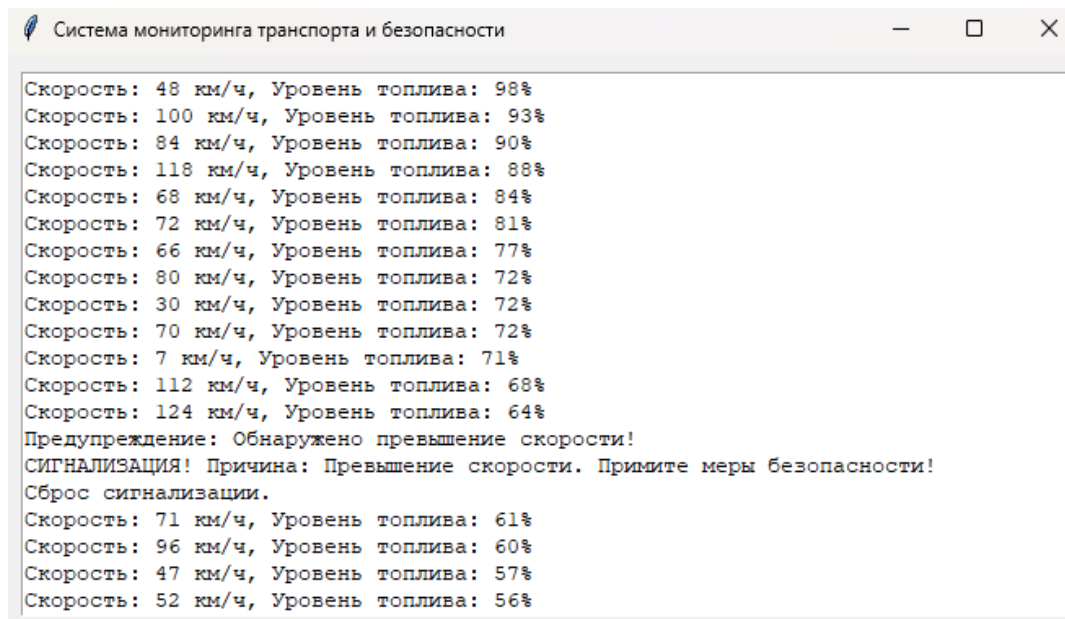 Система мониторинга транспорта и безопасности
Скорость: 48 км/ч, Уровень топлива: 98%
Скорость: 100 км/ч, Уровень топлива: 93%
Скорость: 84 км/ч, Уровень топлива: 90%
Скорость: 118 км/ч, Уровень топлива: 88%
Скорость: 68 км/ч, Уровень топлива: 84%
Скорость: 72 км/ч, Уровень топлива: 81%
Скорость: 66 км/ч, Уровень топлива: 77%
Скорость: 80 км/ч, Уровень топлива: 72%
Скорость: 30 км/ч, Уровень топлива: 72%
Скорость: 70 км/ч, Уровень топлива: 72%
Скорость: 7 км/ч, Уровень топлива: 71%
Скорость: 112 км/ч, Уровень топлива: 68%
Скорость: 124 км/ч, Уровень топлива: 64%
Предупреждение: Обнаружено превышение скорости!
СИГНАЛИЗАЦИЯ! Причина: Превышение скорости. Примите меры безопасности!
Сброс сигнализации.
Скорость: 71 км/ч, Уровень топлива: 61%
Скорость: 96 км/ч, Уровень топлива: 60%
Скорость: 47 км/ч, Уровень топлива: 57%
Скорость: 52 км/ч, Уровень топлива: 56%